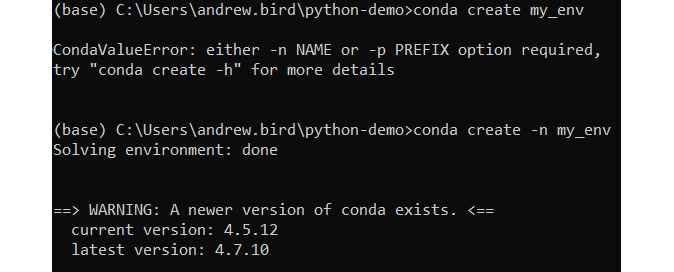 (base) C:\Users\andrew.bird\python-demo>conda create my_env
CondaValueError: either -n NAME or -p PREFIX option required,
try "conda create -h" for more details
(base) C:\Users\andrew.bird\python-demo>conda create -n my_env
Solving environment: done
==> WARNING: A newer version of conda exists. <==
  current version: 4.5.12
  latest version: 4.7.10